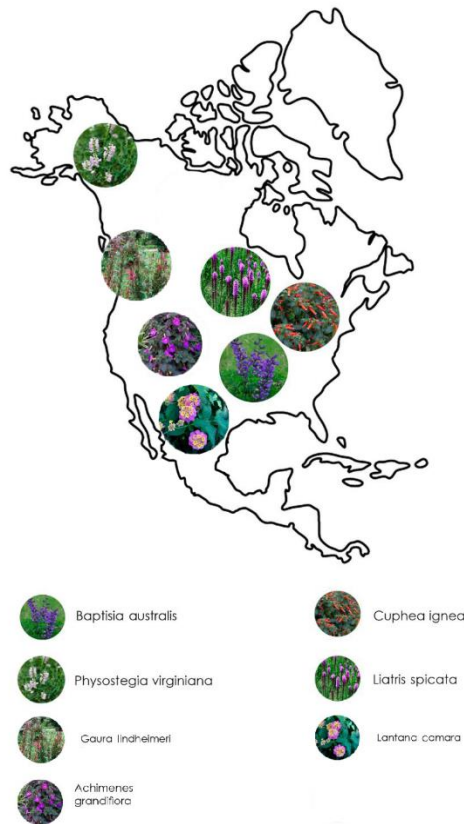 Baptisia australis
Cuphea ignea
Physostegia virginiana
Liatris spicata
Gaura lindheimeri
Lantana camara
Achimenes
grandiflora